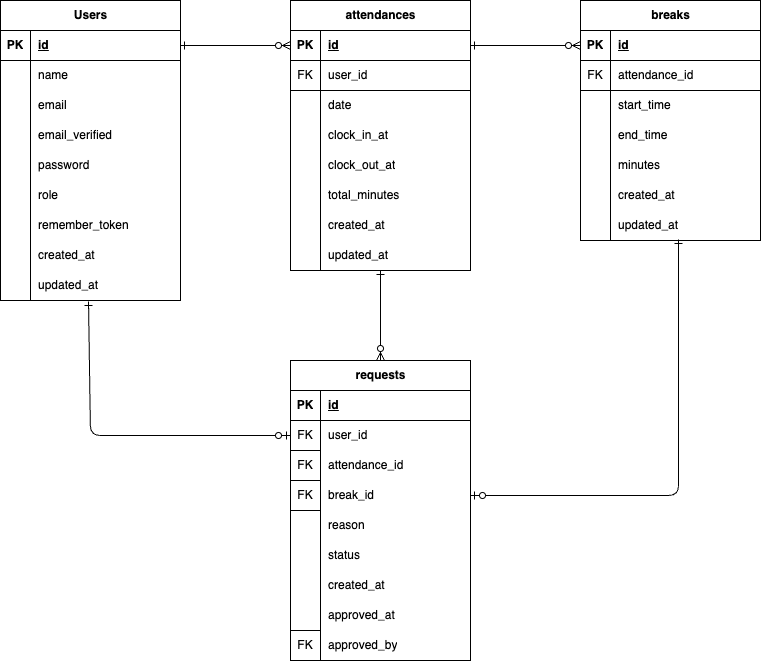 Users
PK id
name
email
email_verified
password
role
remember_token
created_at
updated_at
attendances
PK id
FK user_id
date
clock_in_at
clock_out_at
total_minutes
created_at
updated_at
breaks
PK id
FK attendance_id
start_time
end_time
minutes
created_at
updated_at
requests
PK id
FK user_id
FK attendance_id
FK break_id
reason
status
created_at
approved_at
FK approved_by